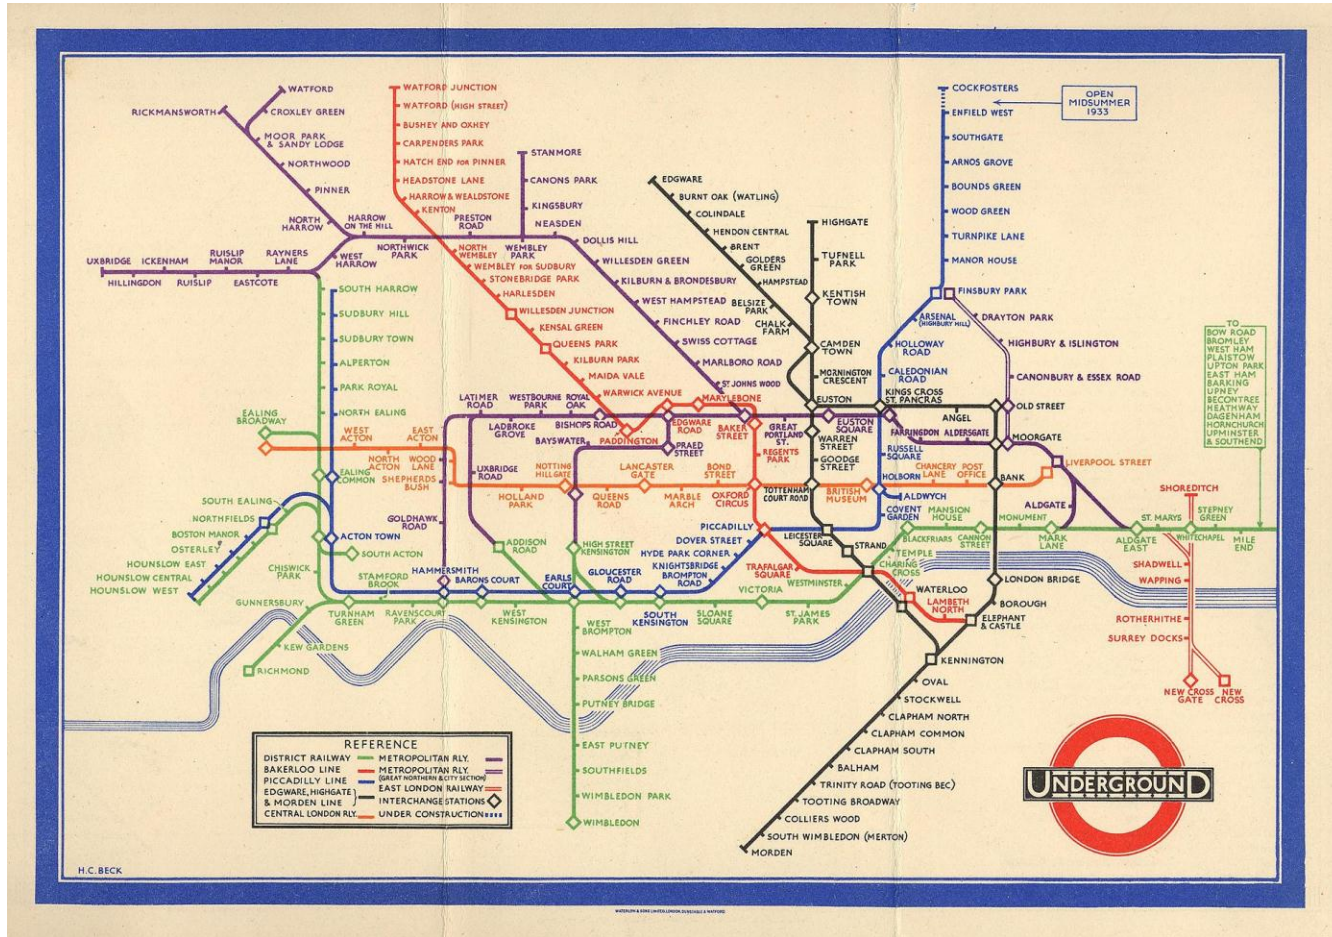 WATFORD
RICKMANSWORTH
CROXLEY GREEN
MOOR PARK
& SANDY LODGE
NORTHWOOD
PINNER
NORTH
HARROW
HARROW
ON THE HILL
NORTHWICK
PARK
PRESTON
ROAD
WEMBLEY
PARK
NEASDEN
STANMORE
CANONS PARK
KINGSBURY
DOLLIS HILL
WILLESDEN GREEN
KILBURN & BRONDESBURY
WEST HAMPSTEAD
FINCHLEY ROAD
SWISS COTTAGE
MARLBORO ROAD
ST JOHNS WOOD
WEST
HARROW
RAYNERS
LANE
EASTCOTE
RUISLIP
MANOR
RUISLIP
ICKENHAM
HILLINGDON
UXBRIDGE
WATFORD JUNCTION
WATFORD (HIGH STREET)
BUSHEY AND OXHEY
CARPENDERS PARK
HATCH END FOR PINNER
HEADSTONE LANE
HARROW & WEALDSTONE
KENTON
NORTH
WEMBLEY
WEMBLEY FOR SUDBURY
STONEBRIDGE PARK
HARLESDEN
WILLESDEN JUNCTION
KENSAL GREEN
QUEENS PARK
KILBURN PARK
MAIDA VALE
WARWICK AVENUE
PADDINGTON
EDGWARE
ROAD
MARYLEBONE
BAKER
STREET
REGENTS
PARK
OXFORD
CIRCUS
PICCADILLY
TRAFALGAR
SQUARE
CHARING
CROSS
WATERLOO
LAMBETH
NORTH
ELEPHANT
& CASTLE
EDGWARE
BURNT OAK (WATLING)
COLINDALE
HENDON CENTRAL
BRENT
GOLDERS
GREEN
HAMPSTEAD
BELSIZE
PARK
CHALK
FARM
HIGHGATE
TUFNELL
PARK
KENTISH
TOWN
CAMDEN
TOWN
MORNINGTON
CRESCENT
EUSTON
WARREN
STREET
GOODGE
STREET
TOTTENHAM
COURT ROAD
LEICESTER
SQUARE
STRAND
KENNINGTON
OVAL
STOCKWELL
CLAPHAM NORTH
CLAPHAM COMMON
CLAPHAM SOUTH
BALHAM
TRINITY ROAD (TOOTING BEC)
TOOTING BROADWAY
COLLIERS WOOD
SOUTH WIMBLEDON (MERTON)
MORDEN
COCKFOSTERS
OPEN
MIDSUMMER
1933
ENFIELD WEST
SOUTHGATE
ARNOS GROVE
BOUNDS GREEN
WOOD GREEN
TURNPIKE LANE
MANOR HOUSE
FINSBURY PARK
ARSENAL
(HIGHBURY HILL)
HOLLOWAY
ROAD
CALEDONIAN
ROAD
KINGS CROSS
ST. PANCRAS
RUSSELL
SQUARE
HOLBORN
ALDWYCH
COVENT
GARDEN
DRAYTON PARK
HIGHBURY & ISLINGTON
CANONBURY & ESSEX ROAD
OLD STREET
MOORGATE
ANGEL
BANK
LONDON BRIDGE
BOROUGH
TO
BOW ROAD
BROMLEY
WEST HAM
PLAISTOW
UPTON PARK
EAST HAM
BARKING
UPNEY
BECONTREE
HEATHWAY
DAGENHAM
HORNCHURCH
UPMINSTER
& SOUTHEND
SOUTH HARROW
SUDBURY HILL
SUDBURY TOWN
ALPERTON
PARK ROYAL
NORTH EALING
EALING
COMMON
EALING
BROADWAY
WEST
ACTON
NORTH
ACTON
EAST
ACTON
WOOD
LANE
SHEPHERDS
BUSH
HOLLAND
PARK
NOTTING
HILL GATE
QUEENS
ROAD
LANCASTER
GATE
MARBLE
ARCH
BOND
STREET
BRITISH
MUSEUM
CHANCERY
LANE
POST
OFFICE
LIVERPOOL STREET
LATIMER
ROAD
LADBROKE
GROVE
WESTBOURNE
PARK
ROYAL
OAK
BISHOPS ROAD
BAYSWATER
PRAED
STREET
GREAT
PORTLAND
ST.
EUSTON
SQUARE
FARRINGDON
ALDERSGATE
ALDGATE
UXBRIDGE
ROAD
GOLDHAWK
ROAD
HAMMERSMITH
ADDISON
ROAD
HIGH STREET
KENSINGTON
SOUTH EALING
NORTHFIELDS
BOSTON MANOR
OSTERLEY
HOUNSLOW EAST
HOUNSLOW CENTRAL
HOUNSLOW WEST
ACTON TOWN
SOUTH ACTON
CHISWICK
PARK
GUNNERSBURY
KEW GARDENS
RICHMOND
TURNHAM
GREEN
STAMFORD
BROOK
RAVENSCOURT
PARK
BARONS COURT
WEST
KENSINGTON
EARLS
COURT
GLOUCESTER
ROAD
SOUTH
KENSINGTON
DOVER STREET
HYDE PARK CORNER
KNIGHTSBRIDGE
BROMPTON
ROAD
SLOANE
SQUARE
VICTORIA
ST. JAMES
PARK
WESTMINSTER
TEMPLE
BLACKFRIARS
MANSION
HOUSE
CANNON
STREET
MONUMENT
MARK
LANE
ALDGATE
EAST
ST. MARYS
WHITECHAPEL
STEPNEY
GREEN
MILE
END
SHOREDITCH
SHADWELL
WAPPING
ROTHERHITHE
SURREY DOCKS
NEW CROSS
GATE
NEW
CROSS
WEST
BROMPTON
WALHAM GREEN
PARSONS GREEN
PUTNEY BRIDGE
EAST PUTNEY
SOUTHFIELDS
WIMBLEDON PARK
WIMBLEDON
REFERENCE
DISTRICT RAILWAY
BAKERLOO LINE
PICCADILLY LINE
EDGWARE, HIGHGATE
& MORDEN LINE
CENTRAL LONDON RLY.
METROPOLITAN RLY.
METROPOLITAN RLY.
(GREAT NORTHERN & CITY SECTION)
EAST LONDON RAILWAY
INTERCHANGE STATIONS
UNDER CONSTRUCTION
UNDERGROUND
H.C. BECK